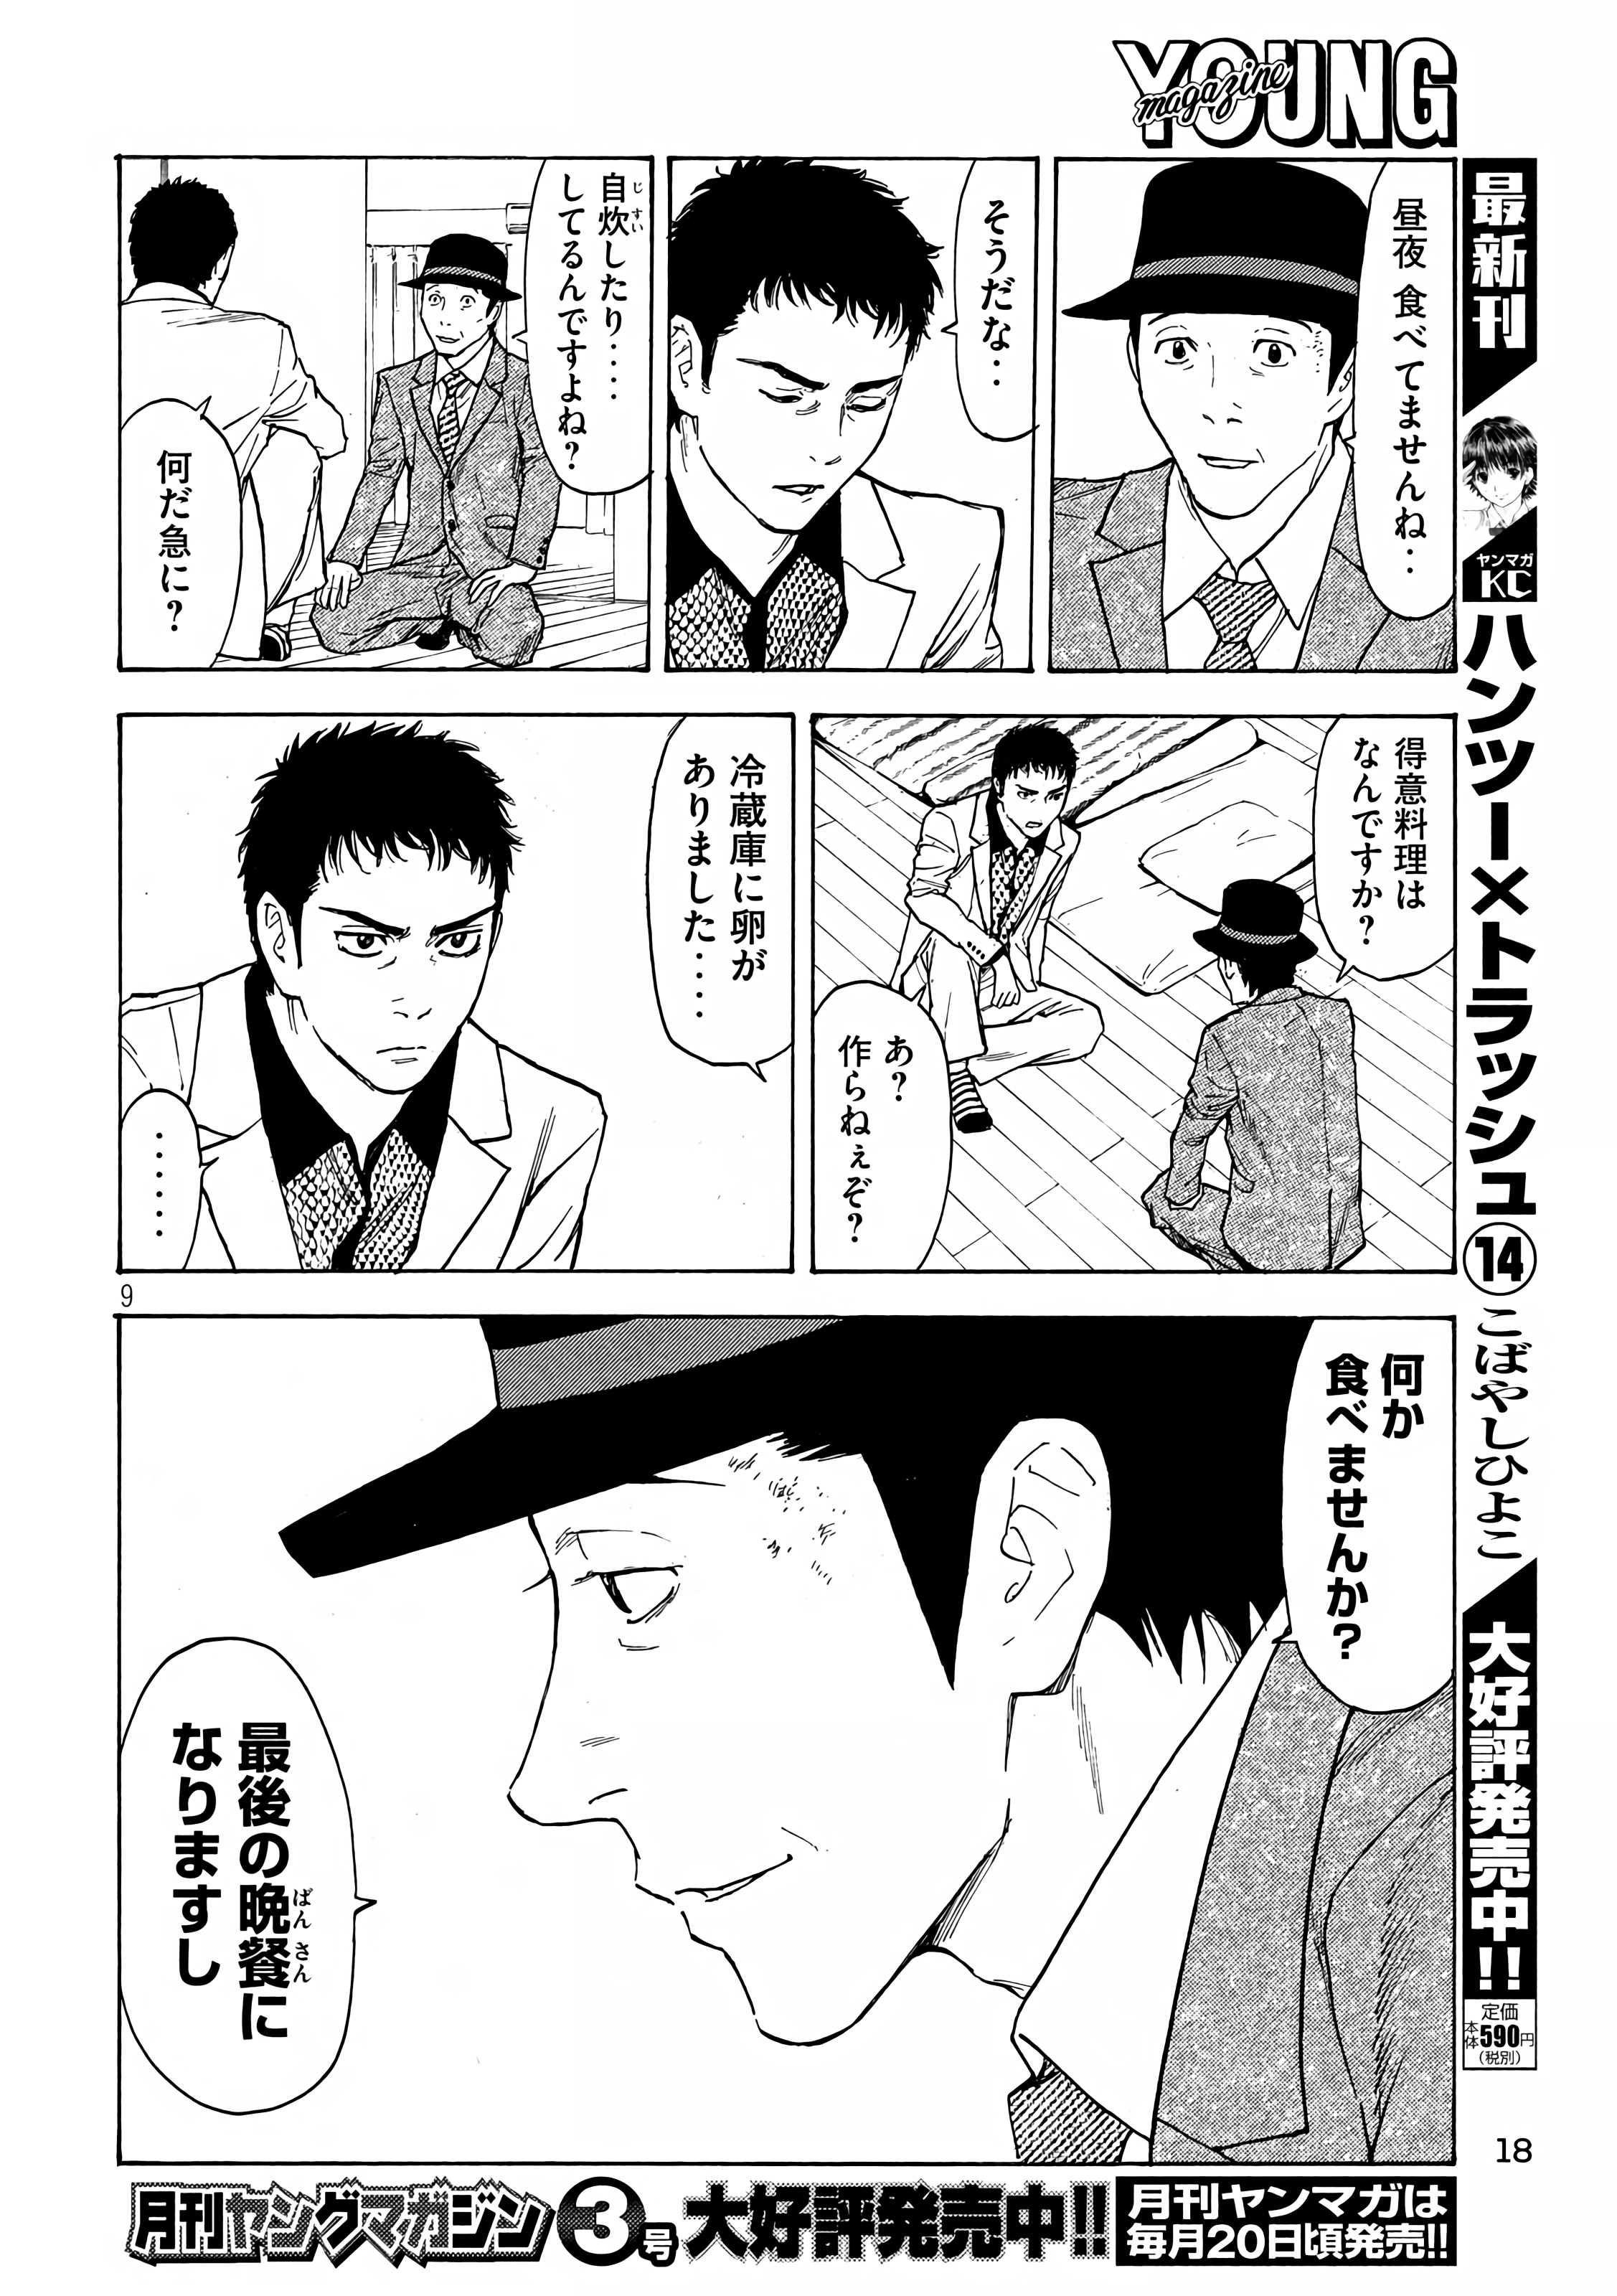 YOUNG
magazine
昼夜 食べてませんね‥
そうだな‥
自炊したり‥‥
じすい
してるんですよね?
何だ急に?
得意料理は
なんですか?
あ?
作らねぇぞ?
冷蔵庫に卵が
ありました‥‥
‥‥‥
9
何か
食べませんか?
最後の晩餐に
ばんさん
なりますし
最新刊
ヤンマガ
KC
ハンツー×トラッシュ⑭
こばやしひよこ
大好評発売中!!
定価
本体590円
(税別)
18
月刊ヤングマガジン3号大好評発売中!!
月刊ヤンマガは
毎月20日頃発売!!